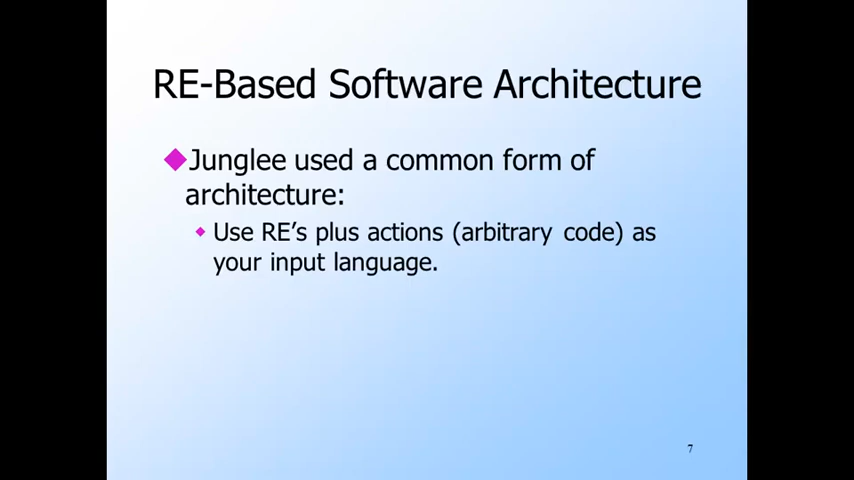 RE-Based Software Architecture
Junglee used a common form of
architecture:
Use RE's plus actions (arbitrary code) as
your input language.
7